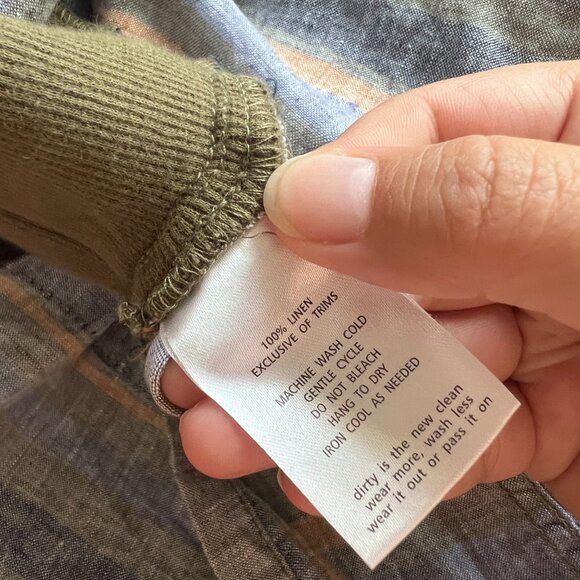 100% LINEN
EXCLUSIVE OF TRIMS
MACHINE WASH COLD
GENTLE CYCLE
DO NOT BLEACH
HANG TO DRY
IRON COOL AS NEEDED
dirty is the new clean
wear more, wash less
wear it out or pass it on